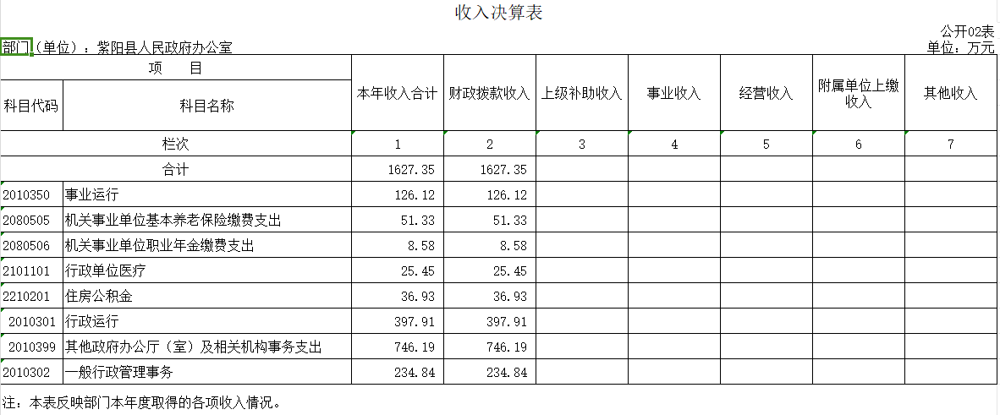 收入决算表
公开02表
部门（单位）：紫阳县人民政府办公室 单位：万元
项 目 本年收入合计 财政拨款收入 上级补助收入 事业收入 经营收入 附属单位上缴收入 其他收入
科目代码 科目名称
栏次 1 2 3 4 5 6 7
合计 1627.35 1627.35
2010350 事业运行 126.12 126.12
2080505 机关事业单位基本养老保险缴费支出 51.33 51.33
2080506 机关事业单位职业年金缴费支出 8.58 8.58
2101101 行政单位医疗 25.45 25.45
2210201 住房公积金 36.93 36.93
2010301 行政运行 397.91 397.91
2010399 其他政府办公厅（室）及相关机构事务支出 746.19 746.19
2010302 一般行政管理事务 234.84 234.84
注：本表反映部门本年度取得的各项收入情况。